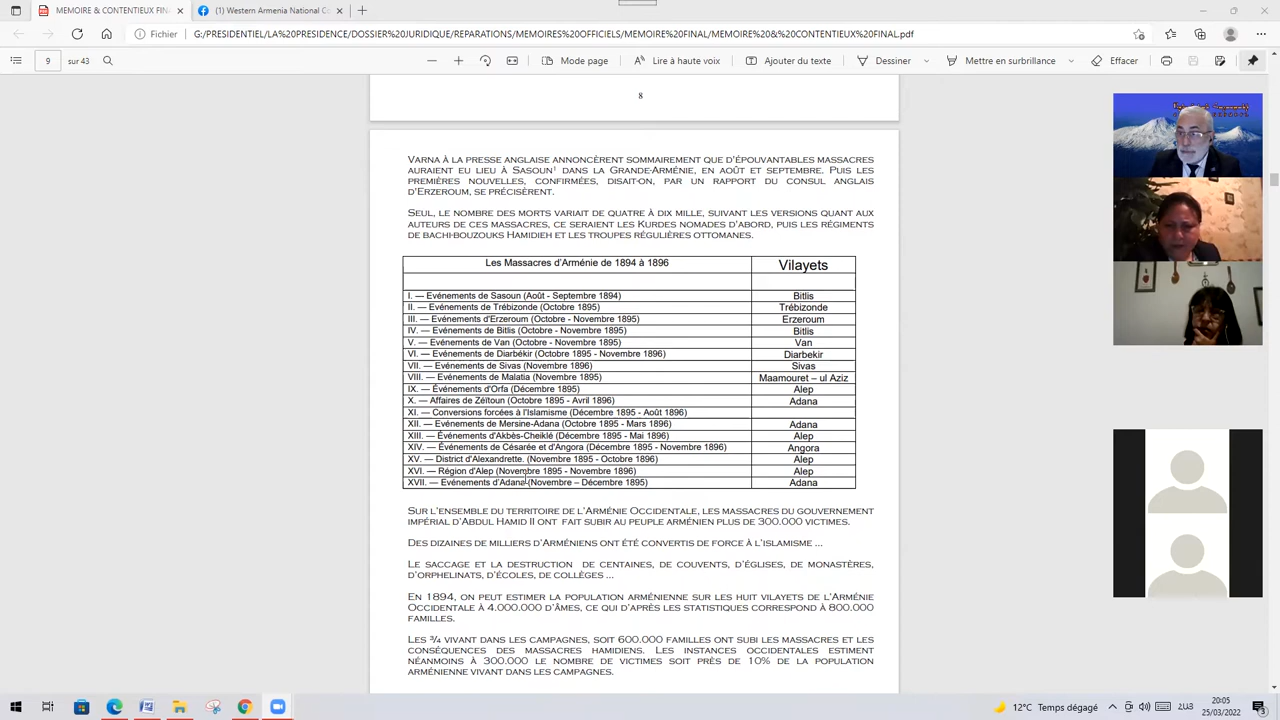 MEMOIRE & CONTENTIEUX FINA
(1) Western Armenia National Co
Fichier
G:/PRESIDENTIEL/LA%20PRESIDENCE/DOSSIER%20JURIDIQUE/REPARATIONS/MEMOIRES%20OFFICIELS/MEMOIRE%20FINAL/MEMOIRE%20&%20CONTENTIEUX%20FINAL.pdf
9 sur 43
Mode page
Lire à haute voix
Ajouter du texte
Dessiner
Mettre en surbrillance
Effacer
8
VARNA À LA PRESSE ANGLAISE ANNONCÈRENT SOMMAIREMENT QUE D'ÉPOUVANTABLES MASSACRES
AURAIENT EU LIEU À SASOUN¹ DANS LA GRANDE-ARMÉNIE, EN AOÛT ET SEPTEMBRE. PUIS LES
PREMIÈRES NOUVELLES, CONFIRMÉES, DISAIT-ON, PAR UN RAPPORT DU CONSUL ANGLAIS
D'ERZEROUM, SE PRÉCISÈRENT.
SEUL, LE NOMBRE DES MORTS VARIAIT DE QUATRE À DIX MILLE, SUIVANT LES VERSIONS QUANT AUX
AUTEURS DE CES MASSACRES, CE SERAIENT LES KURDES NOMADES D'ABORD, PUIS LES RÉGIMENTS
DE BACHI-BOUZOUKS HAMIDIEH ET LES TROUPES RÉGULIÈRES OTTOMANES.
Les Massacres d'Arménie de 1894 à 1896 Vilayets
I. — Evénements de Sasoun (Août - Septembre 1894) Bitlis
II. — Evénements de Trébizonde (Octobre 1895) Trébizonde
III. — Evénements d'Erzeroum (Octobre - Novembre 1895) Erzeroum
IV. — Evénements de Bitlis (Octobre - Novembre 1895) Bitlis
V. — Evénements de Van (Octobre - Novembre 1895) Van
VI. — Evénements de Diarbékir (Octobre 1895 - Novembre 1896) Diarbekir
VII. — Evénements de Sivas (Novembre 1896) Sivas
VIII. — Evénements de Malatia (Novembre 1895) Maamouret – ul Aziz
IX. — Événements d'Orfa (Décembre 1895) Alep
X. — Affaires de Zéïtoun (Octobre 1895 - Avril 1896) Adana
XI. — Conversions forcées à l'Islamisme (Décembre 1895 - Août 1896)
XII. — Evénements de Mersine-Adana (Octobre 1895 - Mars 1896) Adana
XIII. — Événements d'Akbès-Cheiklé (Décembre 1895 - Mai 1896) Alep
XIV. — Événements de Césarée et d'Angora (Décembre 1895 - Novembre 1896) Angora
XV. — District d'Alexandrette. (Novembre 1895 - Octobre 1896) Alep
XVI. — Région d'Alep (Novembre 1895 - Novembre 1896) Alep
XVII. — Evénements d'Adana (Novembre – Décembre 1895) Adana
SUR L'ENSEMBLE DU TERRITOIRE DE L'ARMÉNIE OCCIDENTALE, LES MASSACRES DU GOUVERNEMENT
IMPÉRIAL D'ABDUL HAMID II ONT FAIT SUBIR AU PEUPLE ARMÉNIEN PLUS DE 300.000 VICTIMES.
DES DIZAINES DE MILLIERS D'ARMÉNIENS ONT ÉTÉ CONVERTIS DE FORCE À L'ISLAMISME ...
LE SACCAGE ET LA DESTRUCTION DE CENTAINES, DE COUVENTS, D'ÉGLISES, DE MONASTÈRES,
D'ORPHELINATS, D'ÉCOLES, DE COLLÈGES ...
EN 1894, ON PEUT ESTIMER LA POPULATION ARMÉNIENNE SUR LES HUIT VILAYETS DE L'ARMÉNIE
OCCIDENTALE À 4.000.000 D'ÂMES, CE QUI D'APRÈS LES STATISTIQUES CORRESPOND À 800.000
FAMILLES.
LES ¾ VIVANT DANS LES CAMPAGNES, SOIT 600.000 FAMILLES ONT SUBI LES MASSACRES ET LES
CONSÉQUENCES DES MASSACRES HAMIDIENS. LES INSTANCES OCCIDENTALES ESTIMENT
NÉANMOINS À 300.000 LE NOMBRE DE VICTIMES SOIT PRÈS DE 10% DE LA POPULATION
ARMÉNIENNE VIVANT DANS LES CAMPAGNES.
12°C Temps dégagé
ՀԱՅ
20:05
25/03/2022